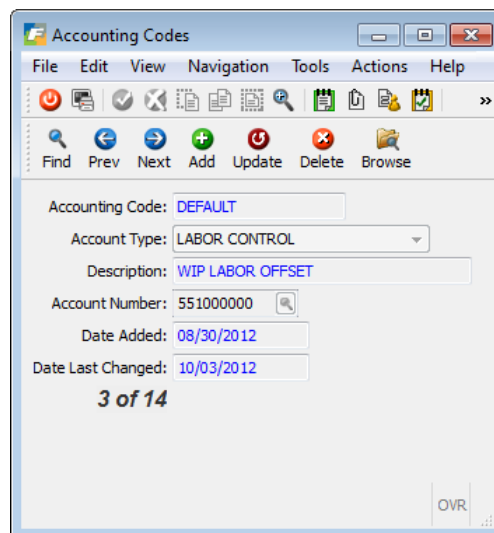 Accounting Codes
File Edit View Navigation Tools Actions Help
»
Find Prev Next Add Update Delete Browse
Accounting Code: DEFAULT
Account Type: LABOR CONTROL
Description: WIP LABOR OFFSET
Account Number: 551000000
Date Added: 08/30/2012
Date Last Changed: 10/03/2012
3 of 14
OVR